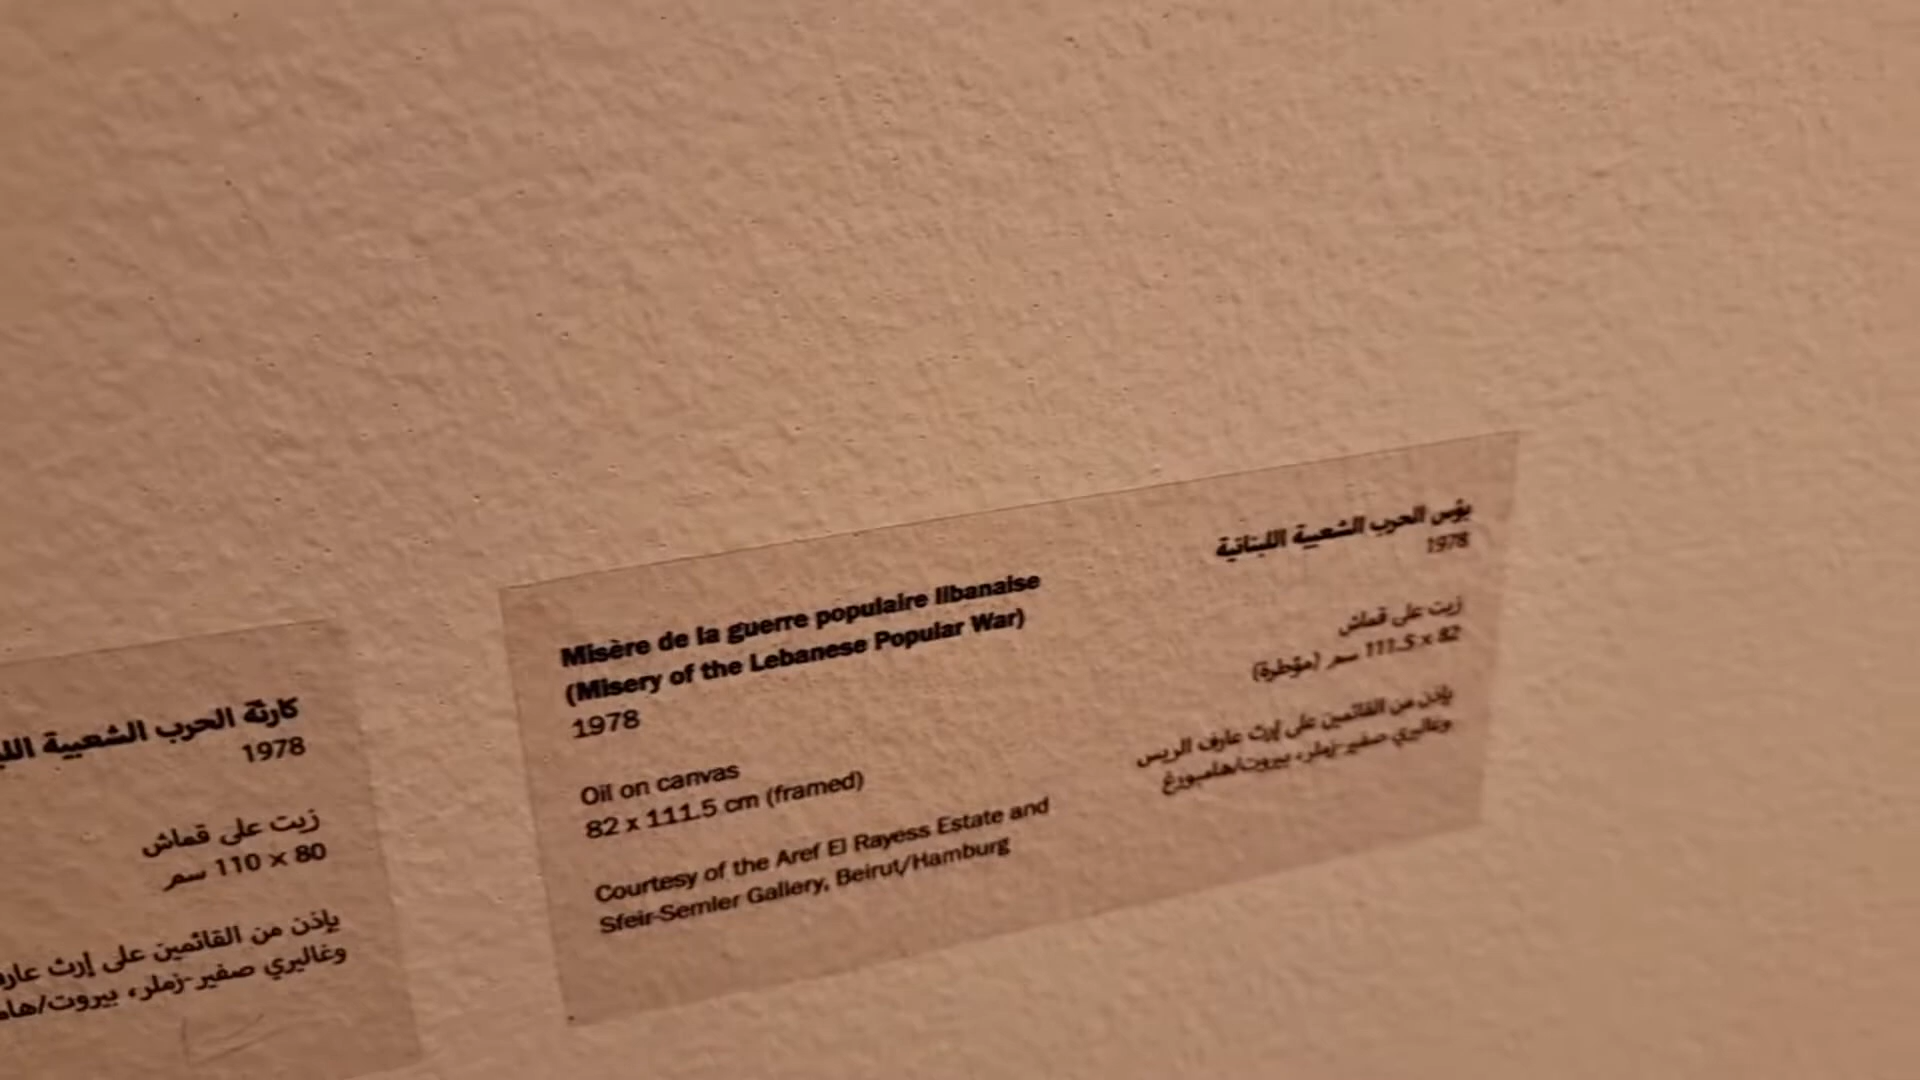 كارثة الحرب الشعبية
1978
زيت على قماش
110 × 80 سم
بإذن من القائمين على إرث
وغاليري صفير-زملر، بيروت/
Misère de la guerre populaire libanaise
(Misery of the Lebanese Popular War)
1978
Oil on canvas
82 x 111.5 cm (framed)
Courtesy of the Aref El Rayess Estate and
Sfeir-Semler Gallery, Beirut/Hamburg
بؤس الحرب الشعبية اللبنانية
1978
زيت على قماش
82 x 111.5 سم (مؤطرة)
بإذن من القائمين على إرث عارف الريس
وغاليري صفير-زملر، بيروت/هامبورغ